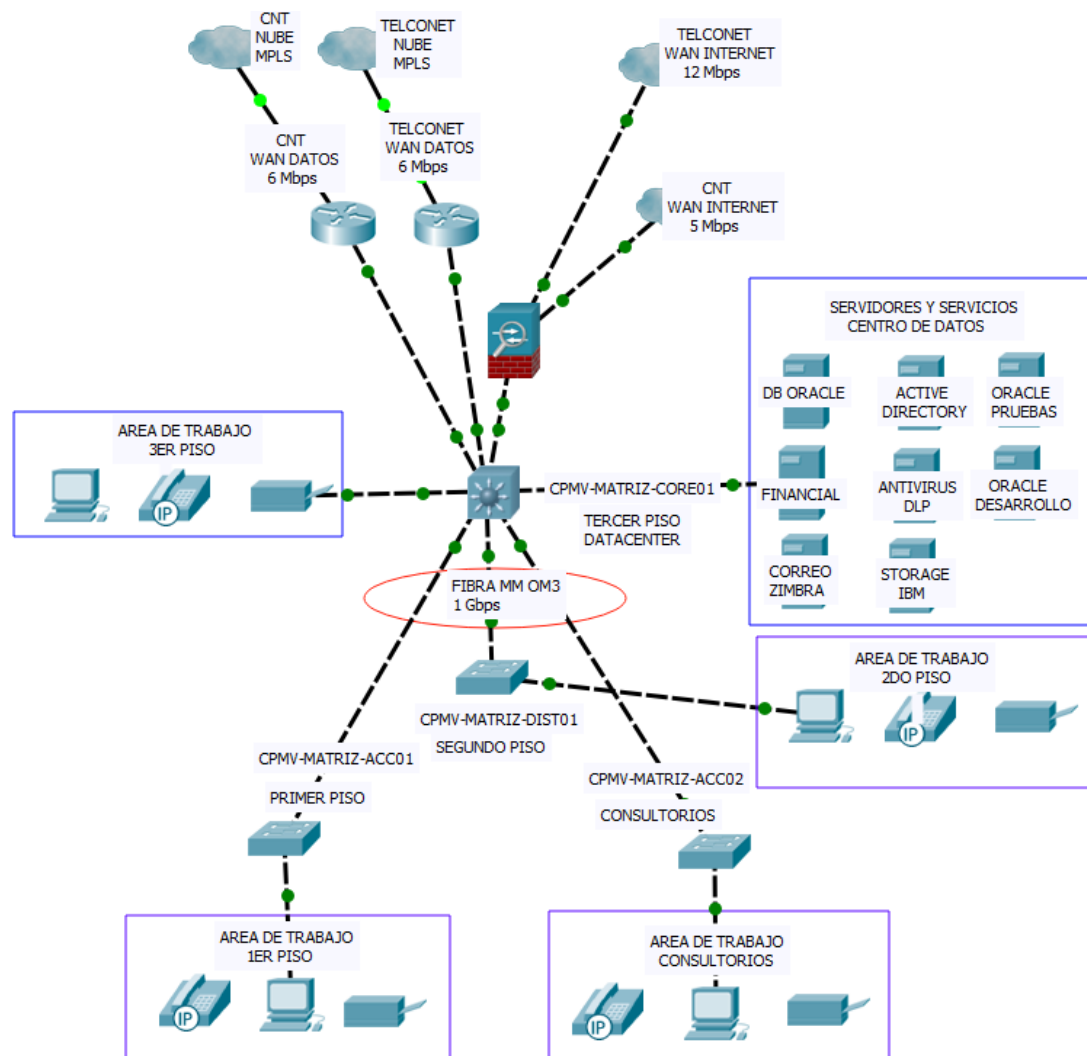 CNT
NUBE
MPLS
TELCONET
NUBE
MPLS
TELCONET
WAN INTERNET
12 Mbps
CNT
WAN DATOS
6 Mbps
TELCONET
WAN DATOS
6 Mbps
CNT
WAN INTERNET
5 Mbps
SERVIDORES Y SERVICIOS
CENTRO DE DATOS
DB ORACLE
ACTIVE
DIRECTORY
ORACLE
PRUEBAS
FINANCIAL
ANTIVIRUS
DLP
ORACLE
DESARROLLO
CORREO
ZIMBRA
STORAGE
IBM
AREA DE TRABAJO
3ER PISO
IP
CPMV-MATRIZ-CORE01
TERCER PISO
DATACENTER
FIBRA MM OM3
1 Gbps
AREA DE TRABAJO
2DO PISO
IP
CPMV-MATRIZ-DIST01
SEGUNDO PISO
CPMV-MATRIZ-ACC01
PRIMER PISO
CPMV-MATRIZ-ACC02
CONSULTORIOS
AREA DE TRABAJO
1ER PISO
IP
AREA DE TRABAJO
CONSULTORIOS
IP